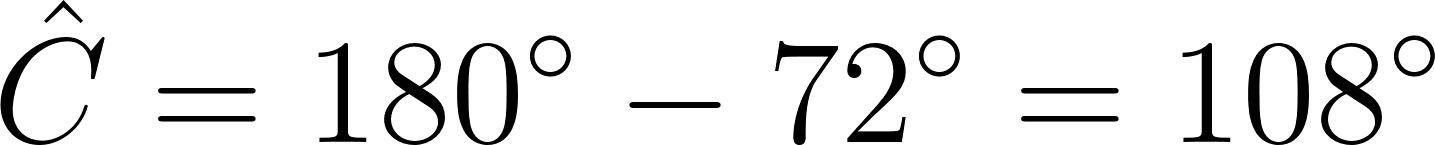 Ĉ = 180° − 72° = 108°